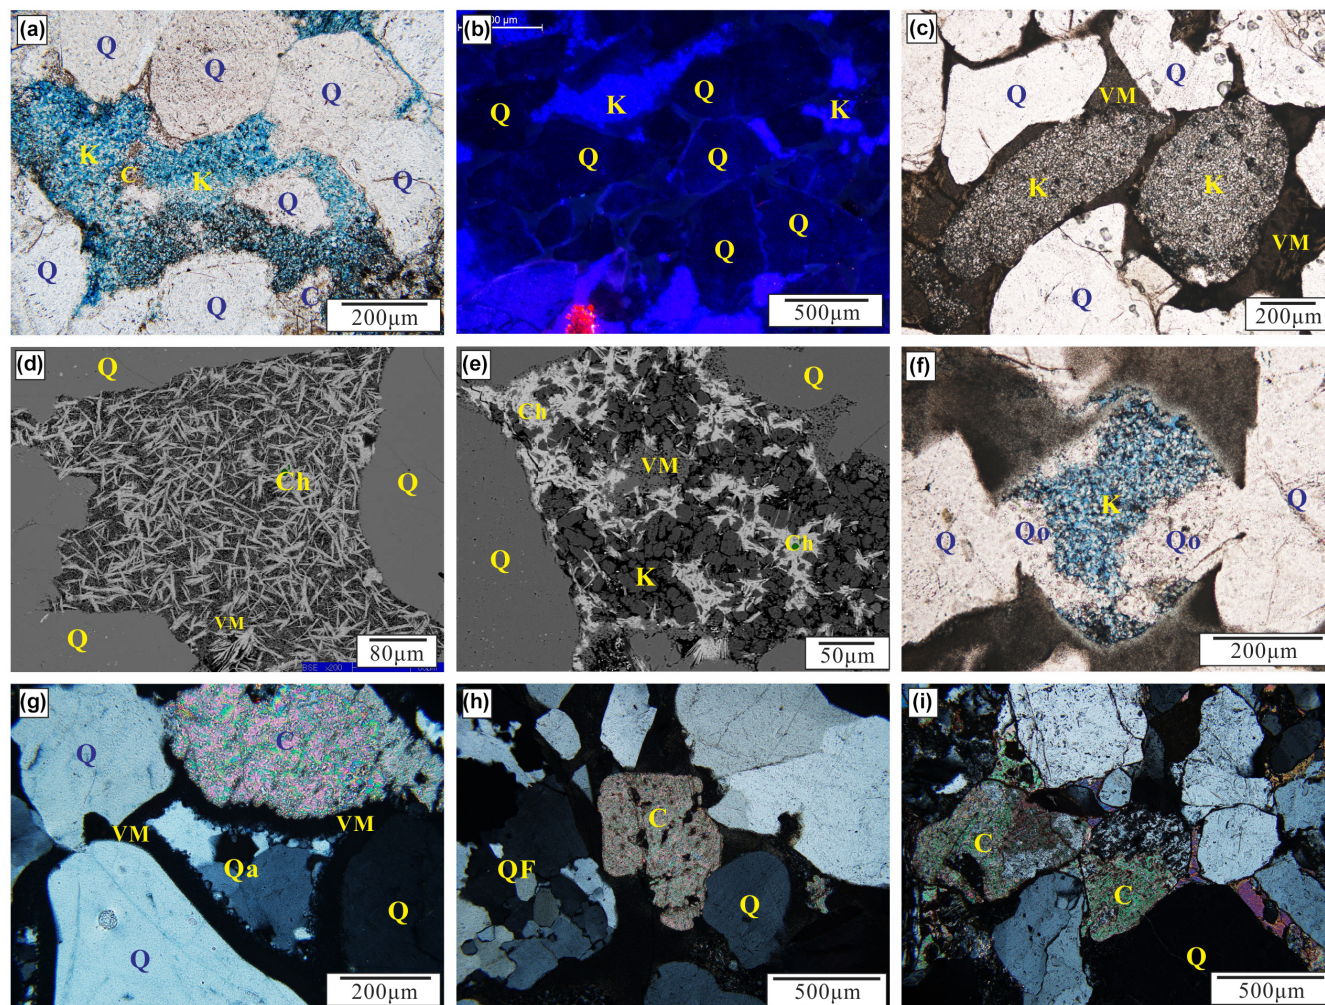 (a)
Q
Q
Q
K
C
K
Q
Q
Q
Q
C
200μm
(b)
K
Q
Q
K
Q
Q
Q
Q
500μm
(c)
Q
VM
Q
K
K
VM
Q
200μm
(d)
Q
Ch
Q
VM
Q
80μm
(e)
Q
Ch
VM
Q
Ch
K
50μm
(f)
Q
K
Q
Qo
Qo
200μm
(g)
C
Q
VM
VM
Qa
Q
Q
200μm
(h)
C
QF
Q
500μm
(i)
C
C
Q
500μm